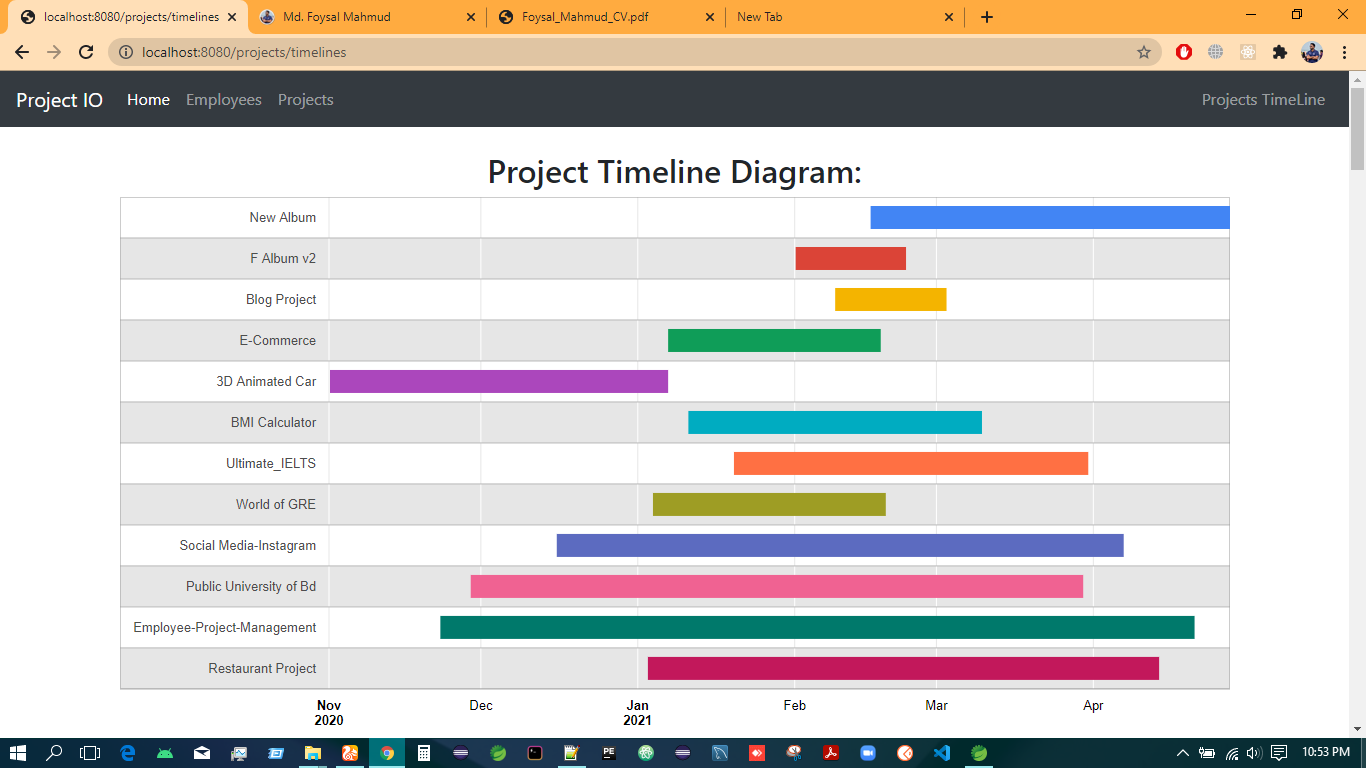 localhost:8080/projects/timelines
Md. Foysal Mahmud
Foysal_Mahmud_CV.pdf
New Tab
localhost:8080/projects/timelines
Project IO Home Employees Projects Projects TimeLine
Project Timeline Diagram:
New Album
F Album v2
Blog Project
E-Commerce
3D Animated Car
BMI Calculator
Ultimate_IELTS
World of GRE
Social Media-Instagram
Public University of Bd
Employee-Project-Management
Restaurant Project
Nov Dec Jan Feb Mar Apr
2020 2021
PE
10:53 PM